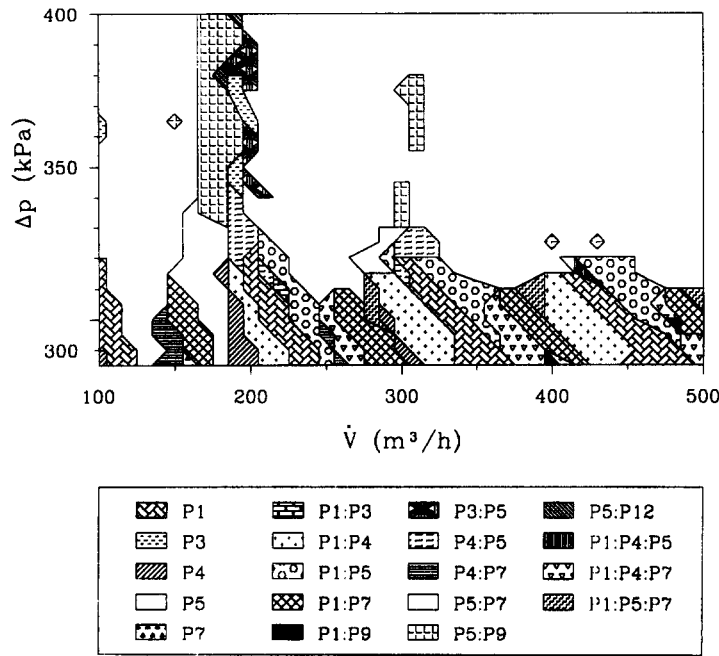 400
350
300
Δp (kPa)
100 200 300 400 500
V̇ (m³/h)
P1 P1:P3 P3:P5 P5:P12
P3 P1:P4 P4:P5 P1:P4:P5
P4 P1:P5 P4:P7 P1:P4:P7
P5 P1:P7 P5:P7 P1:P5:P7
P7 P1:P9 P5:P9